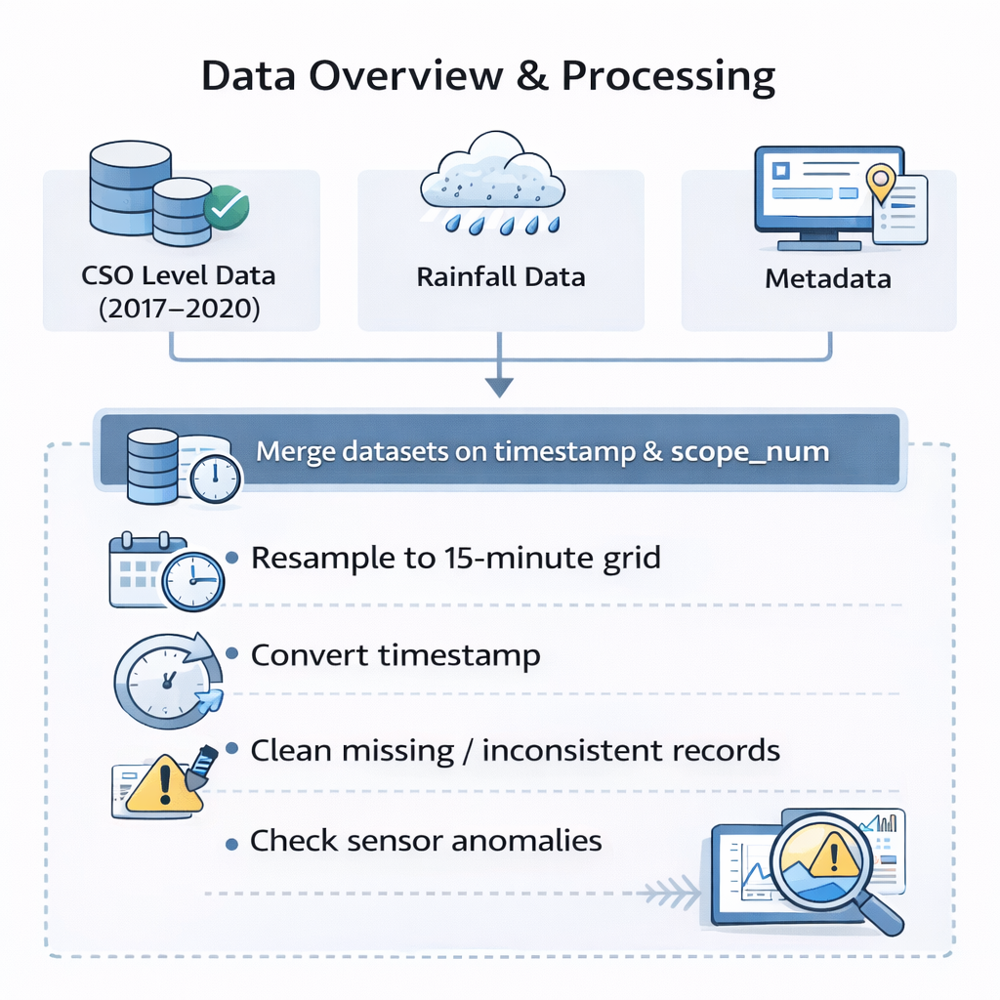 Data Overview & Processing
CSO Level Data
(2017–2020)
Rainfall Data
Metadata
Merge datasets on timestamp & scope_num
• Resample to 15-minute grid
• Convert timestamp
• Clean missing / inconsistent records
• Check sensor anomalies